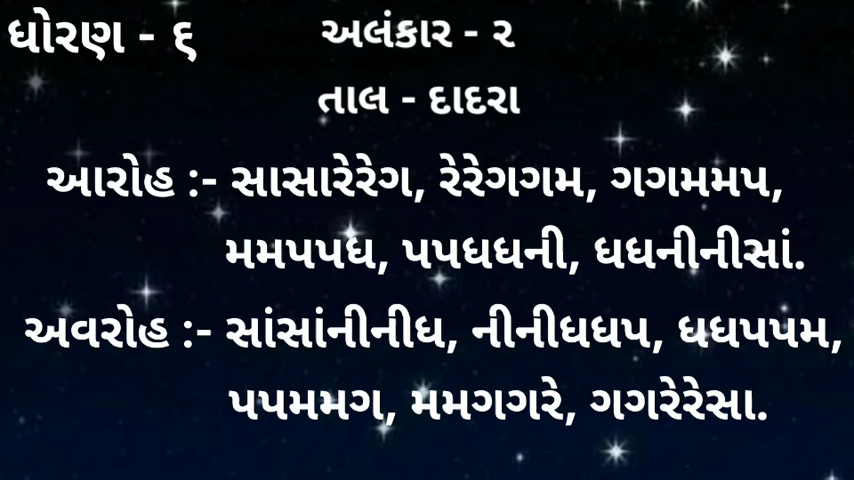 ધોરણ - ૬
અલંકાર - ૨
તાલ - દાદરા
આરોહ :- સાસારેરેગ, રેરેગગમ, ગગમમપ,
મમપપધ, પપધધની, ધધનીનીસાં.
અવરોહ :- સાંસાંનીનીધ, નીનીધધપ, ધધપપમ,
પપમમગ, મમગગરે, ગગરેરેસા.